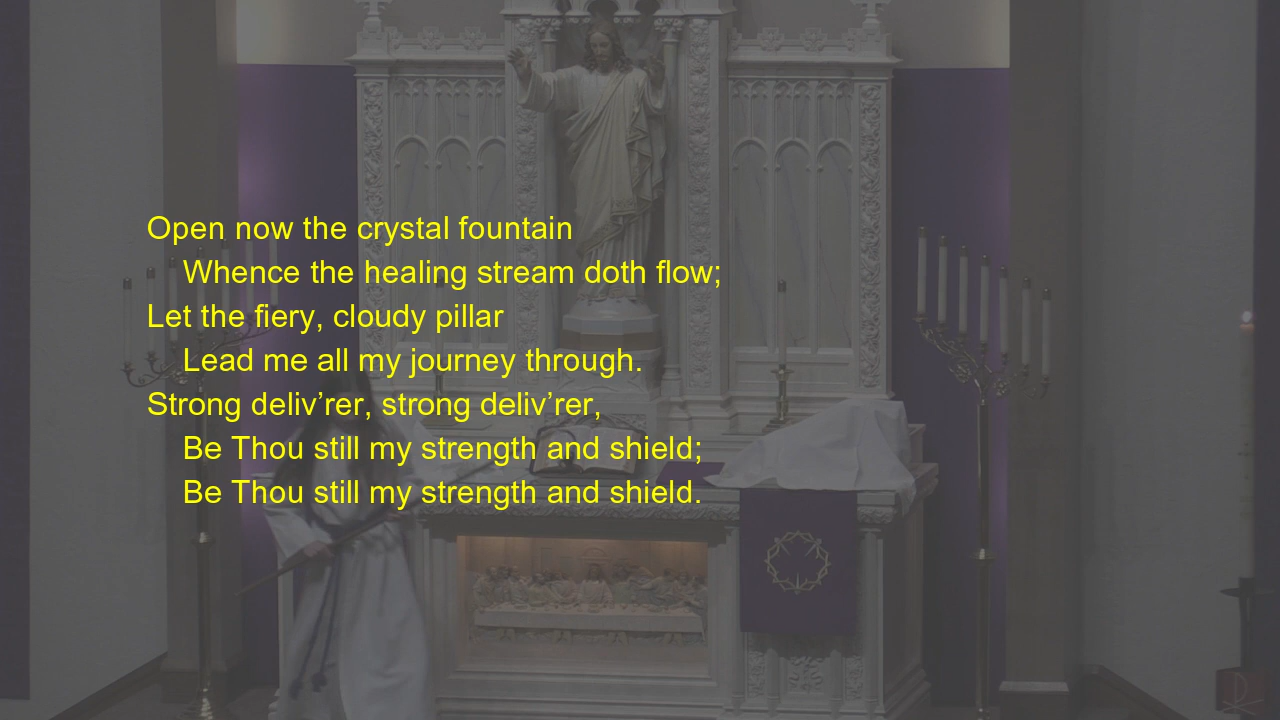 Open now the crystal fountain
Whence the healing stream doth flow;
Let the fiery, cloudy pillar
Lead me all my journey through.
Strong deliv’rer, strong deliv’rer,
Be Thou still my strength and shield;
Be Thou still my strength and shield.